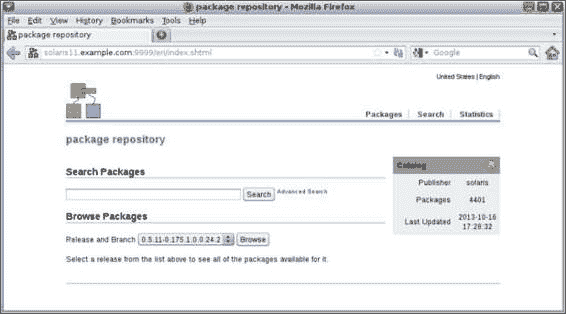 package repository - Mozilla Firefox
File Edit View History Bookmarks Tools Help
package repository
solaris11.example.com:9999/en/index.shtml
Google
United States | English
Packages Search Statistics
package repository
Search Packages
Search Advanced Search
Browse Packages
Release and Branch 0.5.11-0.175.1.0.0.24.2 Browse
Select a release from the list above to see all of the packages available for it.
Catalog
Publisher solaris
Packages 4401
Last Updated 2013-10-16
17:26:32